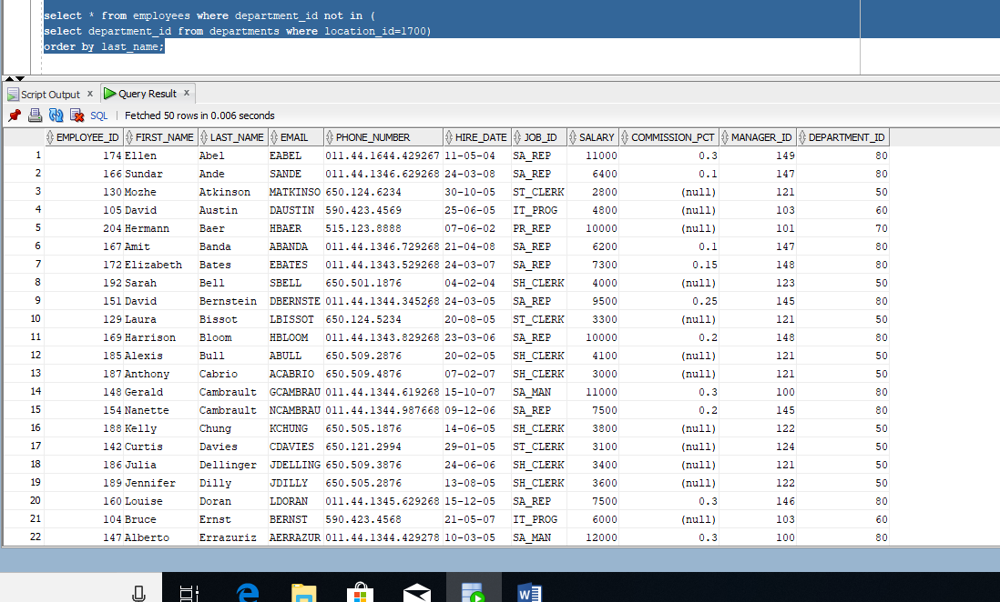 select * from employees where department_id not in (
select department_id from departments where location_id=1700)
order by last_name;
Script Output x Query Result x
SQL | Fetched 50 rows in 0.006 seconds
EMPLOYEE_ID FIRST_NAME LAST_NAME EMAIL PHONE_NUMBER HIRE_DATE JOB_ID SALARY COMMISSION_PCT MANAGER_ID DEPARTMENT_ID
1 174 Ellen Abel EABEL 011.44.1644.429267 11-05-04 SA_REP 11000 0.3 149 80
2 166 Sundar Ande SANDE 011.44.1346.629268 24-03-08 SA_REP 6400 0.1 147 80
3 130 Mozhe Atkinson MATKINSO 650.124.6234 30-10-05 ST_CLERK 2800 (null) 121 50
4 105 David Austin DAUSTIN 590.423.4569 25-06-05 IT_PROG 4800 (null) 103 60
5 204 Hermann Baer HBAER 515.123.8888 07-06-02 PR_REP 10000 (null) 101 70
6 167 Amit Banda ABANDA 011.44.1346.729268 21-04-08 SA_REP 6200 0.1 147 80
7 172 Elizabeth Bates EBATES 011.44.1343.529268 24-03-07 SA_REP 7300 0.15 148 80
8 192 Sarah Bell SBELL 650.501.1876 04-02-04 SH_CLERK 4000 (null) 123 50
9 151 David Bernstein DBERNSTE 011.44.1344.345268 24-03-05 SA_REP 9500 0.25 145 80
10 129 Laura Bissot LBISSOT 650.124.5234 20-08-05 ST_CLERK 3300 (null) 121 50
11 169 Harrison Bloom HBLOOM 011.44.1343.829268 23-03-06 SA_REP 10000 0.2 148 80
12 185 Alexis Bull ABULL 650.509.2876 20-02-05 SH_CLERK 4100 (null) 121 50
13 187 Anthony Cabrio ACABRIO 650.509.4876 07-02-07 SH_CLERK 3000 (null) 121 50
14 148 Gerald Cambrault GCAMBRAU 011.44.1344.619268 15-10-07 SA_MAN 11000 0.3 100 80
15 154 Nanette Cambrault NCAMBRAU 011.44.1344.987668 09-12-06 SA_REP 7500 0.2 145 80
16 188 Kelly Chung KCHUNG 650.505.1876 14-06-05 SH_CLERK 3800 (null) 122 50
17 142 Curtis Davies CDAVIES 650.121.2994 29-01-05 ST_CLERK 3100 (null) 124 50
18 186 Julia Dellinger JDELLING 650.509.3876 24-06-06 SH_CLERK 3400 (null) 121 50
19 189 Jennifer Dilly JDILLY 650.505.2876 13-08-05 SH_CLERK 3600 (null) 122 50
20 160 Louise Doran LDORAN 011.44.1345.629268 15-12-05 SA_REP 7500 0.3 146 80
21 104 Bruce Ernst BERNST 590.423.4568 21-05-07 IT_PROG 6000 (null) 103 60
22 147 Alberto Errazuriz AERRAZUR 011.44.1344.429278 10-03-05 SA_MAN 12000 0.3 100 80